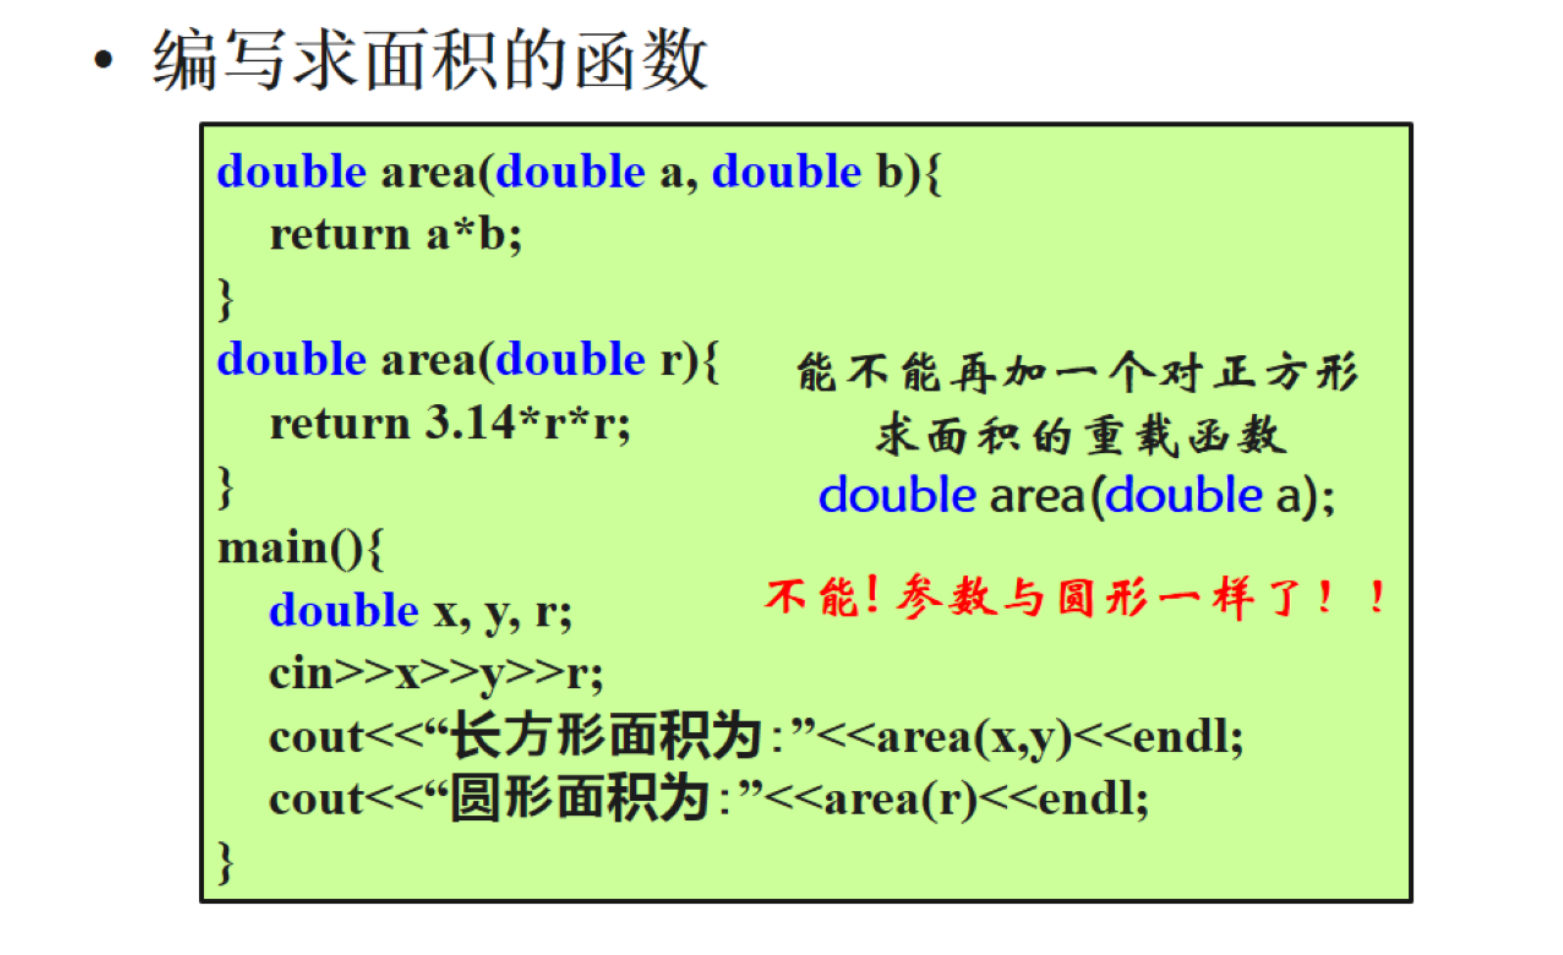 • 编写求面积的函数
double area(double a, double b){
return a*b;
}
double area(double r){
return 3.14*r*r;
}
能不能再加一个对正方形
求面积的重载函数
double area(double a);
main(){
double x, y, r;
不能!参数与圆形一样了!!
cin>>x>>y>>r;
cout<<“长方形面积为:”<<area(x,y)<<endl;
cout<<“圆形面积为:”<<area(r)<<endl;
}